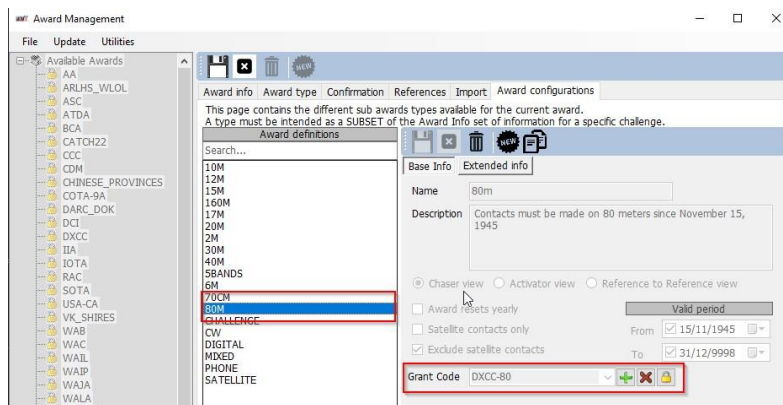 Award Management
File Update Utilities
Available Awards
AA
ARLHS_WLOL
ASC
ATDA
BCA
CATCH22
CCC
CDM
CHINESE_PROVINCES
COTA-9A
DARC_DOK
DCI
DXCC
IIA
IOTA
RAC
SOTA
USA-CA
VK_SHIRES
WAB
WAC
WAIL
WAIP
WAJA
WALA
NEW
Award info Award type Confirmation References Import Award configurations
This page contains the different sub awards types available for the current award.
A type must be intended as a SUBSET of the Award Info set of information for a specific challenge.
Award definitions
Search...
10M
12M
15M
160M
17M
20M
2M
30M
40M
5BANDS
6M
70CM
80M
CHALLENGE
CW
DIGITAL
MIXED
PHONE
SATELLITE
NEW
Base Info Extended info
Name 80m
Description Contacts must be made on 80 meters since November 15,
1945
Chaser view Activator view Reference to Reference view
Award resets yearly Valid period
Satellite contacts only From 15/11/1945
Exclude satellite contacts To 31/12/9998
Grant Code DXCC-80